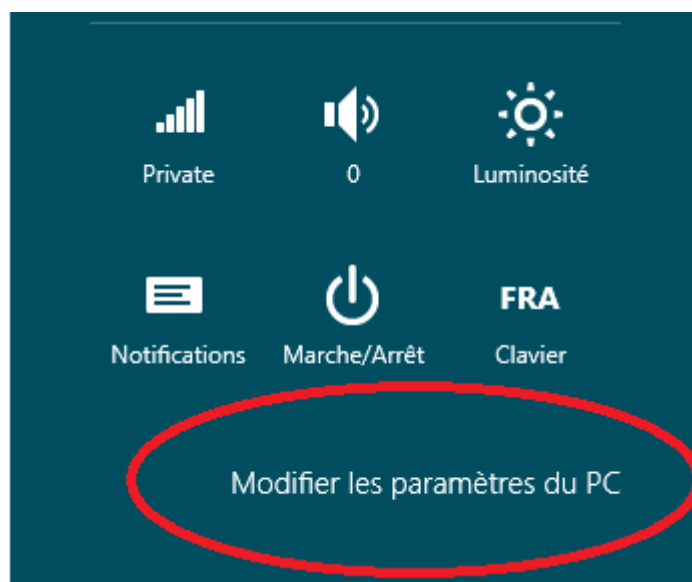 Private 0 Luminosité
FRA
Notifications Marche/Arrêt Clavier
Modifier les paramètres du PC